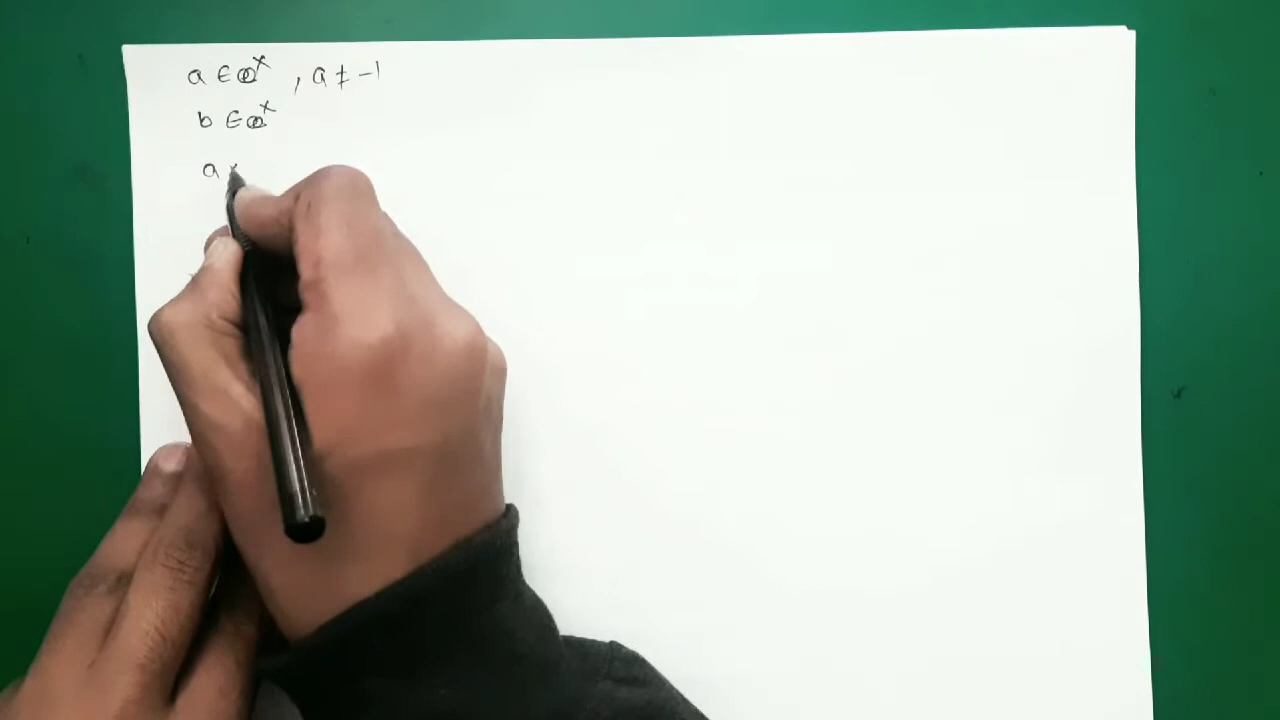 a ∈ ℚ^x , a ≠ -1
b ∈ ℚ^x
a *